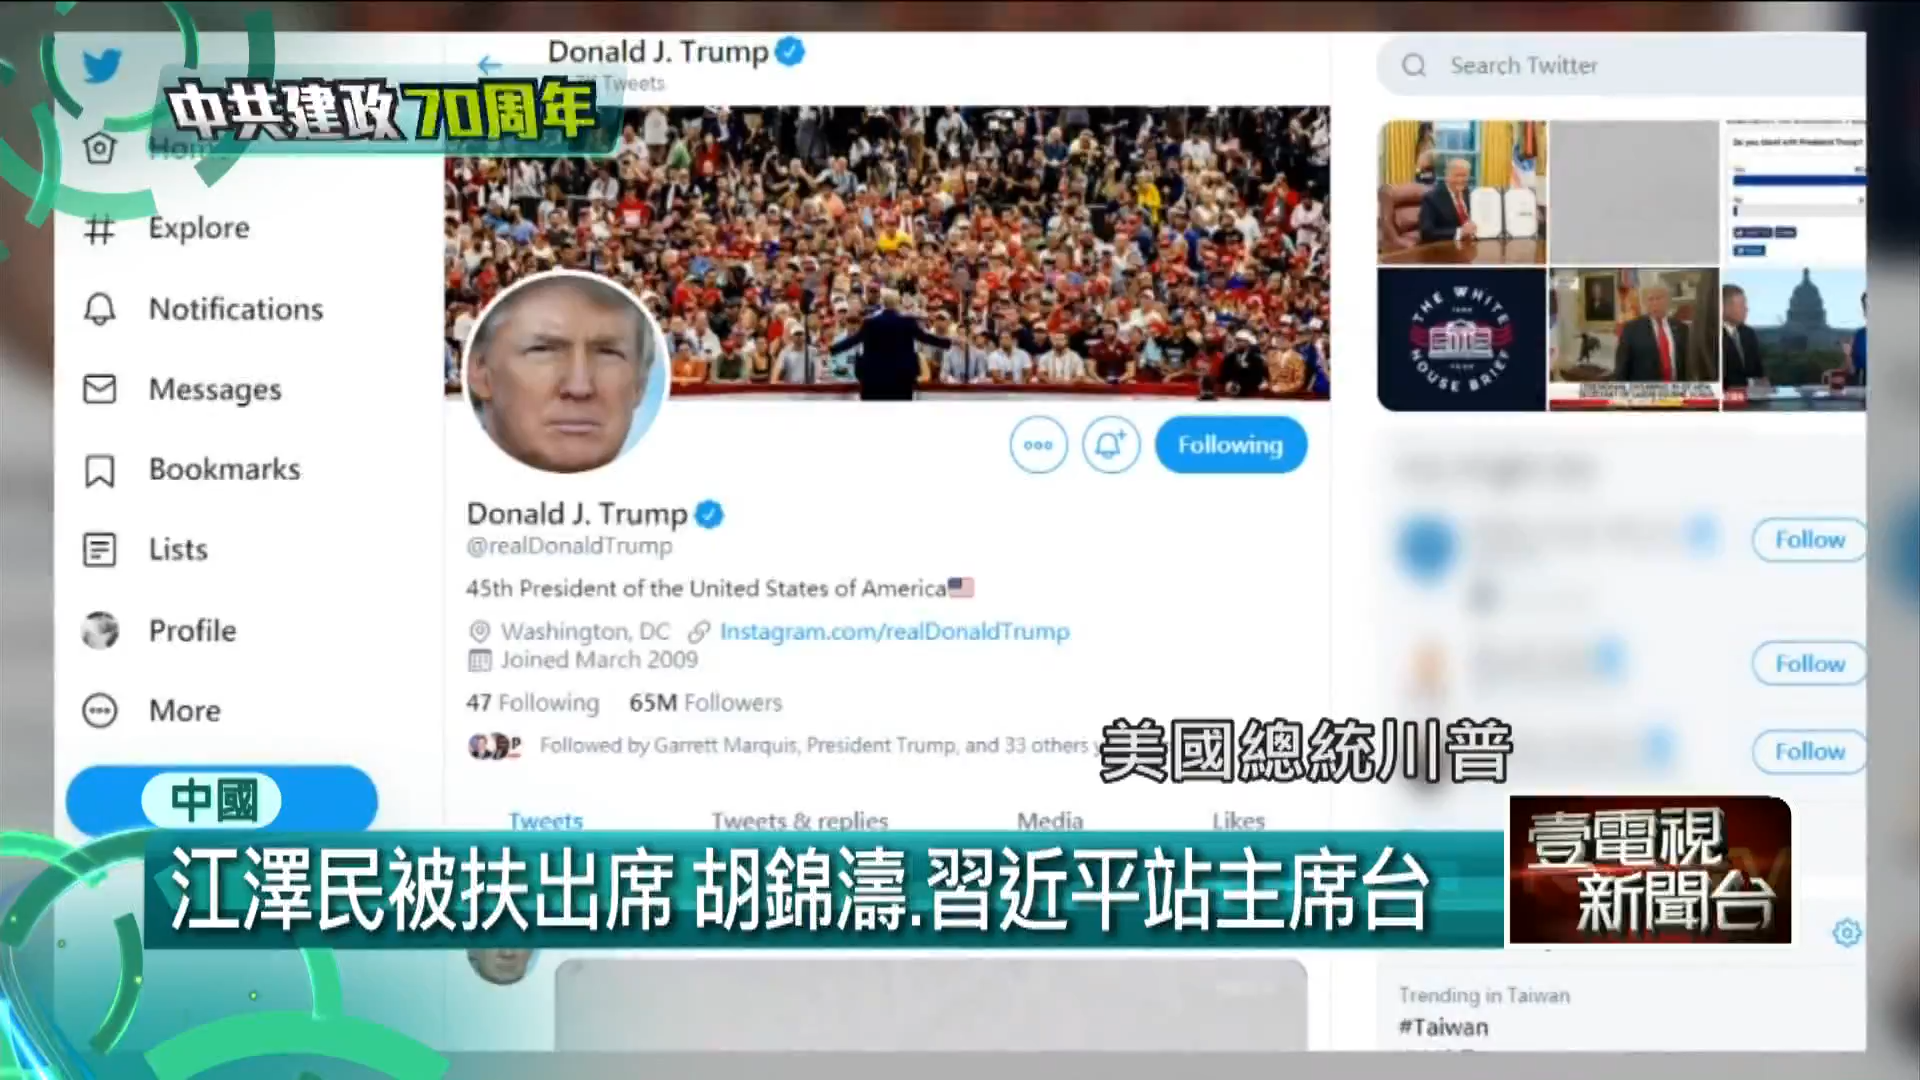 Donald J. Trump
Tweets
Search Twitter
中共建政70周年
Home
Explore
Notifications
Messages
Bookmarks
Lists
Profile
More
THE WHITE HOUSE BRIEF
Following
Donald J. Trump
@realDonaldTrump
45th President of the United States of America
Washington, DC Instagram.com/realDonaldTrump
Joined March 2009
47 Following 65M Followers
Followed by Garrett Marquis, President Trump, and 33 others
Follow
Follow
Follow
美國總統川普
Tweets Tweets & replies Media Likes
中國
江澤民被扶出席 胡錦濤.習近平站主席台
壹電視
新聞台
Trending in Taiwan
#Taiwan